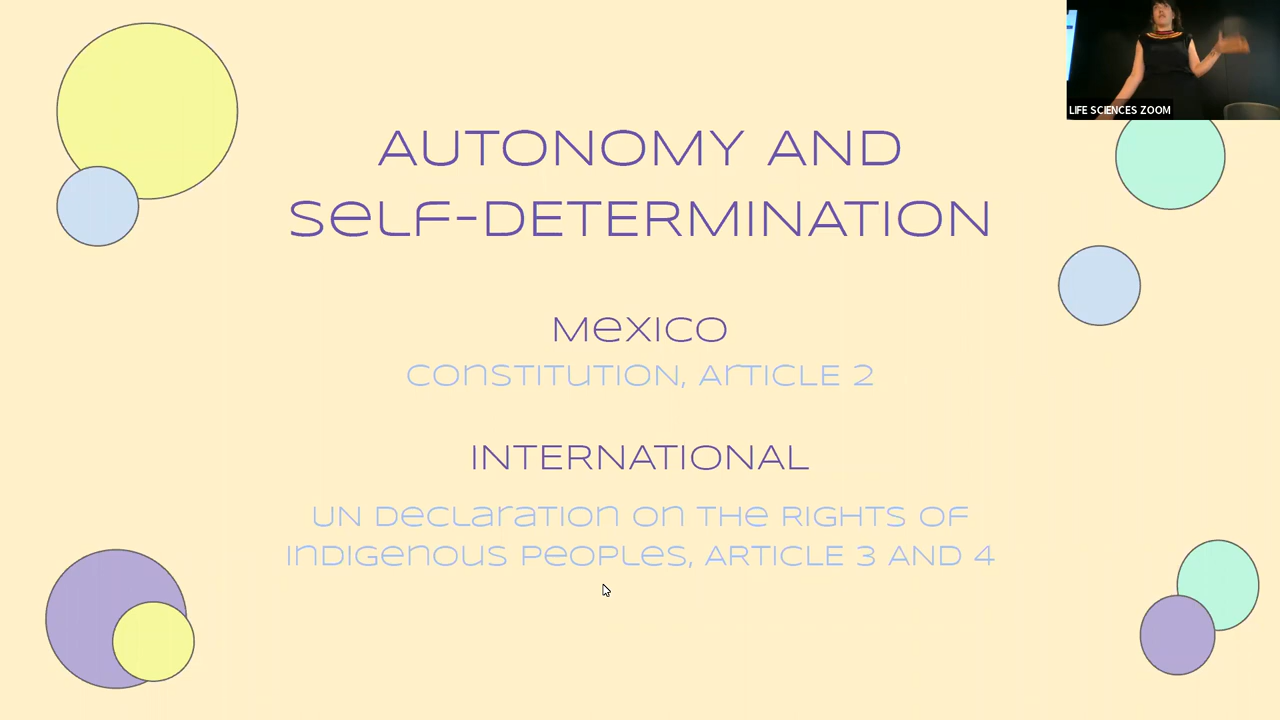 LIFE SCIENCES ZOOM
AUTONOMY AND
SELF-DETERMINATION
MEXICO
CONSTITUTION, ARTICLE 2
INTERNATIONAL
UN DECLARATION ON THE RIGHTS OF
INDIGENOUS PEOPLES, ARTICLE 3 AND 4